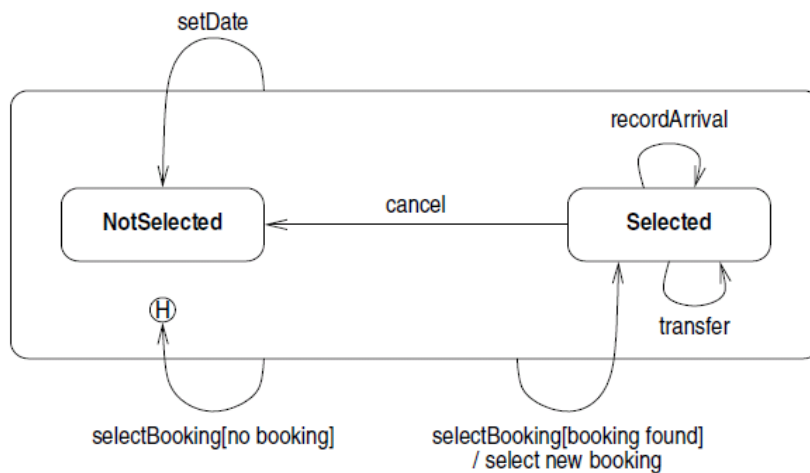 setDate
recordArrival
NotSelected
cancel
Selected
H
transfer
selectBooking[no booking]
selectBooking[booking found]
/ select new booking